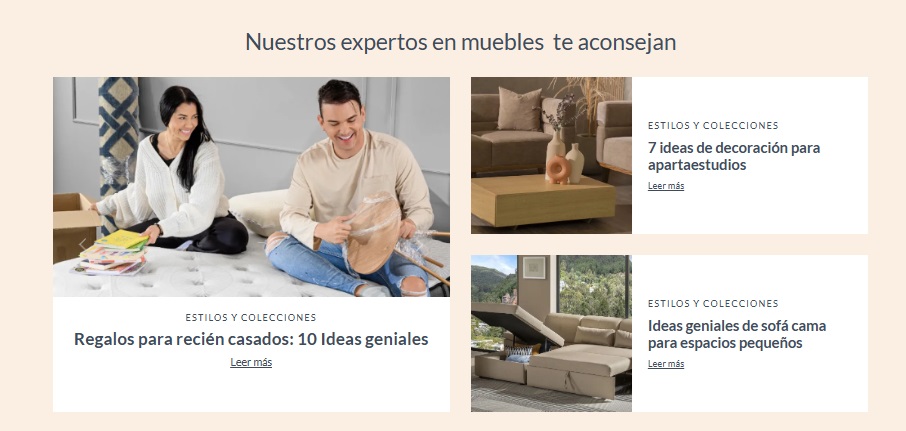 Nuestros expertos en muebles  te aconsejan
ESTILOS Y COLECCIONES
Regalos para recién casados: 10 Ideas geniales
Leer más
ESTILOS Y COLECCIONES
7 ideas de decoración para
apartaestudios
Leer más
ESTILOS Y COLECCIONES
Ideas geniales de sofá cama
para espacios pequeños
Leer más